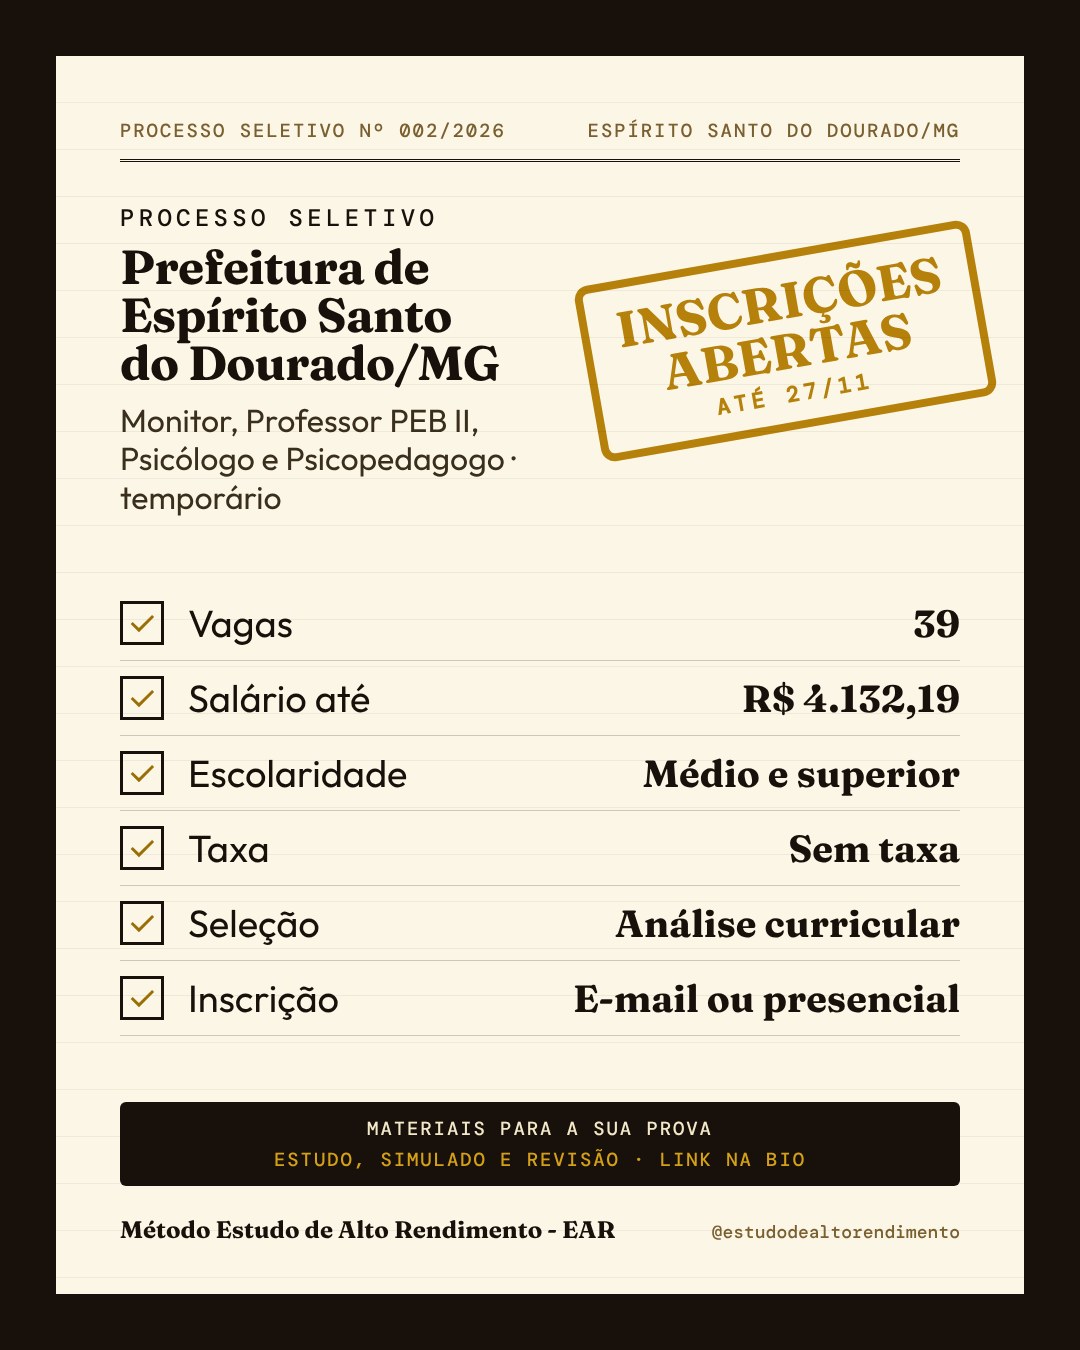 PROCESSO SELETIVO Nº 002/2026
ESPÍRITO SANTO DO DOURADO/MG
PROCESSO SELETIVO
Prefeitura de
Espírito Santo
do Dourado/MG
Monitor, Professor PEB II,
Psicólogo e Psicopedagogo ·
temporário
INSCRIÇÕES
ABERTAS
ATÉ 27/11
Vagas 39
Salário até R$ 4.132,19
Escolaridade Médio e superior
Taxa Sem taxa
Seleção Análise curricular
Inscrição E-mail ou presencial
MATERIAIS PARA A SUA PROVA
ESTUDO, SIMULADO E REVISÃO · LINK NA BIO
Método Estudo de Alto Rendimento - EAR
@estudodealtorendimento